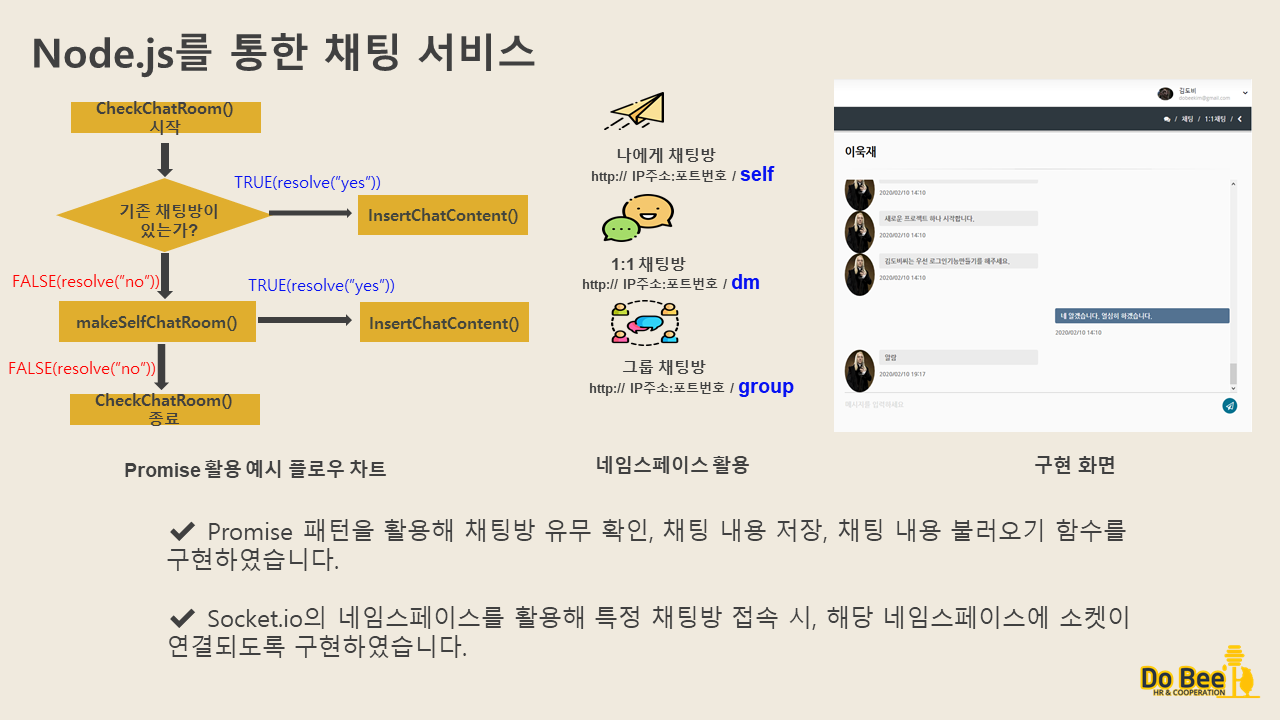 Node.js를 통한 채팅 서비스
CheckChatRoom()
시작
기존 채팅방이
있는가?
TRUE(resolve("yes"))
InsertChatContent()
FALSE(resolve("no"))
makeSelfChatRoom()
TRUE(resolve("yes"))
InsertChatContent()
FALSE(resolve("no"))
CheckChatRoom()
종료
Promise 활용 예시 플로우 차트
나에게 채팅방
http:// IP주소:포트번호 / self
1:1 채팅방
http:// IP주소:포트번호 / dm
그룹 채팅방
http:// IP주소:포트번호 / group
네임스페이스 활용
김도비
dobeekim@gmail.com
/ 채팅 / 1:1채팅 /
이욱재
2020/02/10 14:10
새로운 프로젝트 하나 시작합니다.
2020/02/10 14:10
김도비씨는 우선 로그인기능만들기를 해주세요.
2020/02/10 14:10
네 알겠습니다. 열심히 하겠습니다.
2020/02/10 14:10
알람
2020/02/10 19:17
메시지를 입력하세요
구현 화면
✔ Promise 패턴을 활용해 채팅방 유무 확인, 채팅 내용 저장, 채팅 내용 불러오기 함수를
구현하였습니다.
✔ Socket.io의 네임스페이스를 활용해 특정 채팅방 접속 시, 해당 네임스페이스에 소켓이
연결되도록 구현하였습니다.
Do Bee
HR & COOPERATION